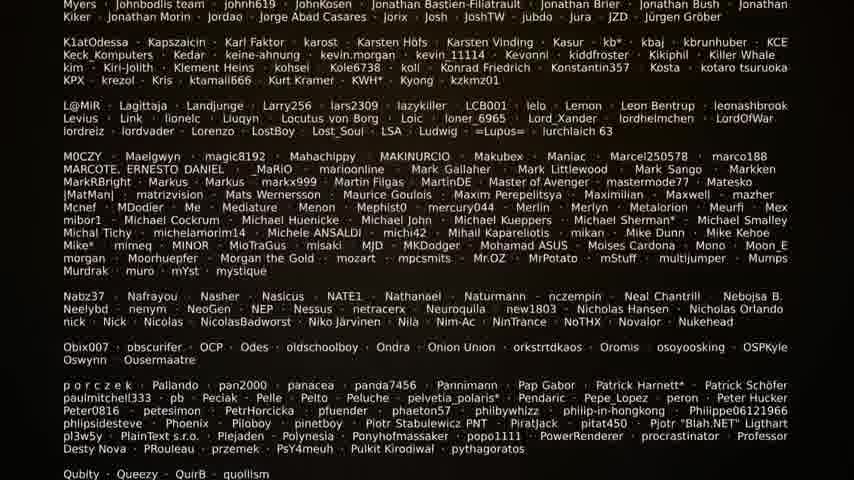 Myers · Johnbodlis team · johnh619 · JohnKosen · Jonathan Bastien-Filiatrault · Jonathan Brier · Jonathan Bush · Jonathan
Kiker · Jonathan Morin · Jordao · Jorge Abad Casares · jorix · Josh · JoshTW · jubdo · Jura · JZD · Jürgen Gröber
K1atOdessa · Kapszaicin · Karl Faktor · karost · Karsten Höfs · Karsten Vinding · Kasur · kb* · kbaj · kbrunhuber · KCE
Keck_Komputers · Kedar · keine-ahnung · kevin.morgan · kevin_11114 · Kevonni · kiddfroster · Kikiphil · Killer Whale
kim · Kiri-Jolith · Klement Heins · kohsei · Kole6738 · koll · Konrad Friedrich · Konstantin357 · Kosta · kotaro tsuruoka
KPX · krezol · Kris · ktamail666 · Kurt Kramer · KWH* · Kyong · kzkmz01
L@MiR · Lagittaja · Landjunge · Larry256 · lars2309 · lazykiller · LCB001 · lelo · Lemon · Leon Bentrup · leonashbrook
Levius · Link · lionelc · Liuqyn · Locutus von Borg · Loic · loner_6965 · Lord_Xander · lordhelmchen · LordOfWar
lordreiz · lordvader · Lorenzo · LostBoy · Lost_Soul · LSA · Ludwig · =Lupus= · lurchlaich 63
M0CZY · Maelgwyn · magic8192 · Mahachippy · MAKINURCIO · Makubex · Maniac · Marcel250578 · marco188
MARCOTE, ERNESTO DANIEL · _MaRiO · marioonline · Mark Gallaher · Mark Littlewood · Mark Sango · Markken
MarkRBright · Markus · Markus · markx999 · Martin Filgas · MartinDE · Master of Avenger · mastermode77 · Matesko
|MatMan| · matrizvision · Mats Wernersson · Maurice Goulois · Maxim Perepelitsya · Maximilian · Maxwell · mazher
Mcnef · MDodier · Me · Mediature · Menon · Mephist0 · mercury044 · Merlin · Merlyn · Metalorion · Meurfi · Mex
mibor1 · Michael Cockrum · Michael Huenicke · Michael John · Michael Kueppers · Michael Sherman* · Michael Smalley
Michal Tichy · michelamorim14 · Michele ANSALDI · michi42 · Mihail Kapareliotis · mikan · Mike Dunn · Mike Kehoe
Mike* · mimeq · MINOR · MioTraGus · misaki · MJD · MKDodger · Mohamad ASUS · Moises Cardona · Mono · Moon_E
morgan · Moorhuepfer · Morgan the Gold · mozart · mpcsmits · Mr.OZ · MrPotato · mStuff · multijumper · Mumps
Murdrak · muro · mYst · mystique
Nabz37 · Nafrayou · Nasher · Nasicus · NATE1 · Nathanael · Naturmann · nczempin · Neal Chantrill · Nebojsa B.
Neelybd · nenym · NeoGen · NEP · Nessus · netracerx · Neuroquila · new1803 · Nicholas Hansen · Nicholas Orlando
nick · Nick · Nicolas · NicolasBadworst · Niko Järvinen · Nila · Nim-Ac · NinTrance · NoTHX · Novalor · Nukehead
Obix007 · obscurifer · OCP · Odes · oldschoolboy · Ondra · Onion Union · orkstrtdkaos · Oromis · osoyoosking · OSPKyle
Oswynn · Ousermaatre
p o r c z e k · Pallando · pan2000 · panacea · panda7456 · Pannimann · Pap Gabor · Patrick Harnett* · Patrick Schöfer
paulmitchell333 · pb · Peciak · Pelle · Pelto · Peluche · pelvetia_polaris* · Pendaric · Pepe_Lopez · peron · Peter Hucker
Peter0816 · petesimon · PetrHorcicka · pfuender · phaeton57 · philbywhizz · philip-in-hongkong · Philippe06121966
phlipsidesteve · Phoenix · Piloboy · pinetboy · Piotr Stabulewicz PNT · PiratJack · pitat450 · Pjotr "Blah.NET" Ligthart
pl3w5y · PlainText s.r.o. · Plejaden · Polynesia · Ponyhofmassaker · popo1111 · PowerRenderer · procrastinator · Professor
Desty Nova · PRouleau · przemek · PsY4meuh · Pulkit Kirodiwal · pythagoratos
Qubity · Queezy · QuirB · quollism